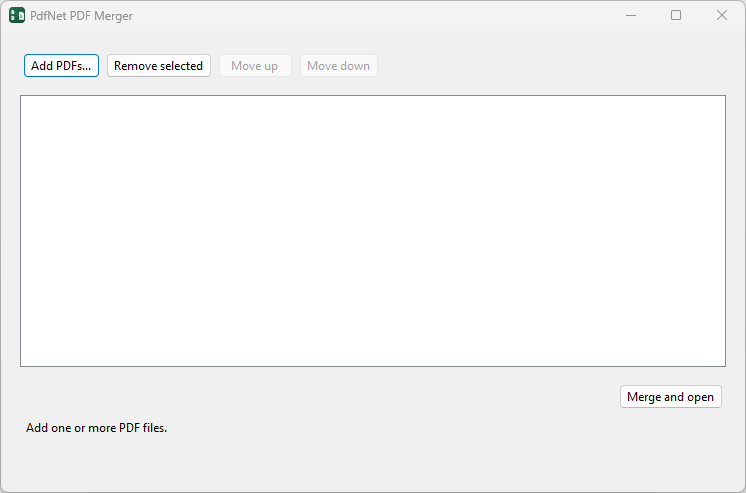 PdfNet PDF Merger
Add PDFs... Remove selected Move up Move down
Merge and open
Add one or more PDF files.